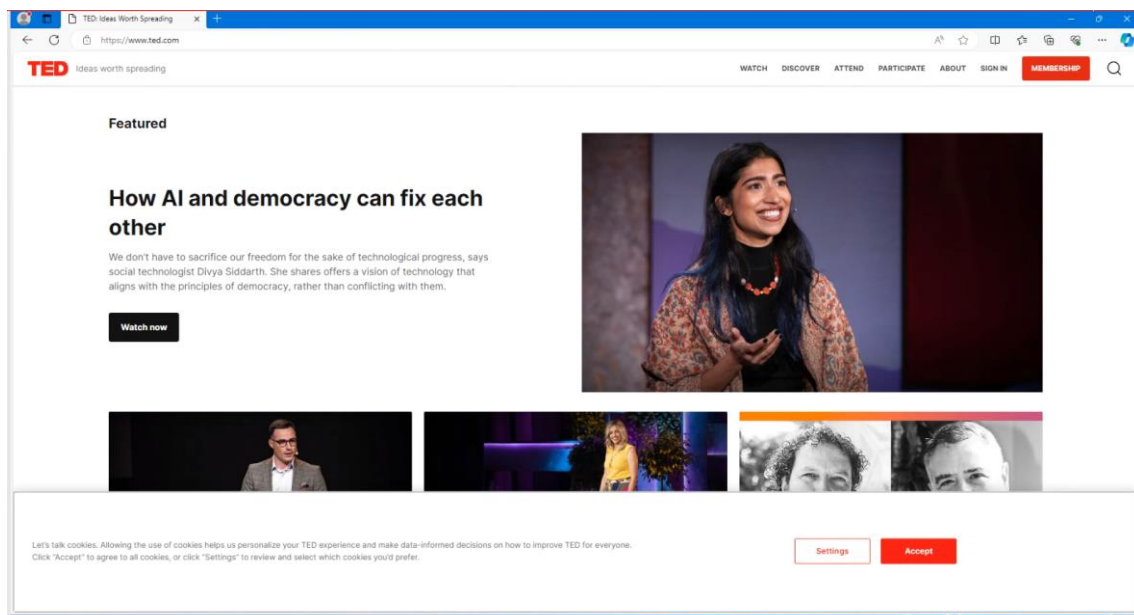 TED: Ideas Worth Spreading
https://www.ted.com
TED Ideas worth spreading
WATCH DISCOVER ATTEND PARTICIPATE ABOUT SIGN IN MEMBERSHIP
Featured
How AI and democracy can fix each
other
We don't have to sacrifice our freedom for the sake of technological progress, says
social technologist Divya Siddarth. She shares offers a vision of technology that
aligns with the principles of democracy, rather than conflicting with them.
Watch now
Let's talk cookies. Allowing the use of cookies helps us personalize your TED experience and make data-informed decisions on how to improve TED for everyone.
Click "Accept" to agree to all cookies, or click "Settings" to review and select which cookies you'd prefer.
Settings
Accept